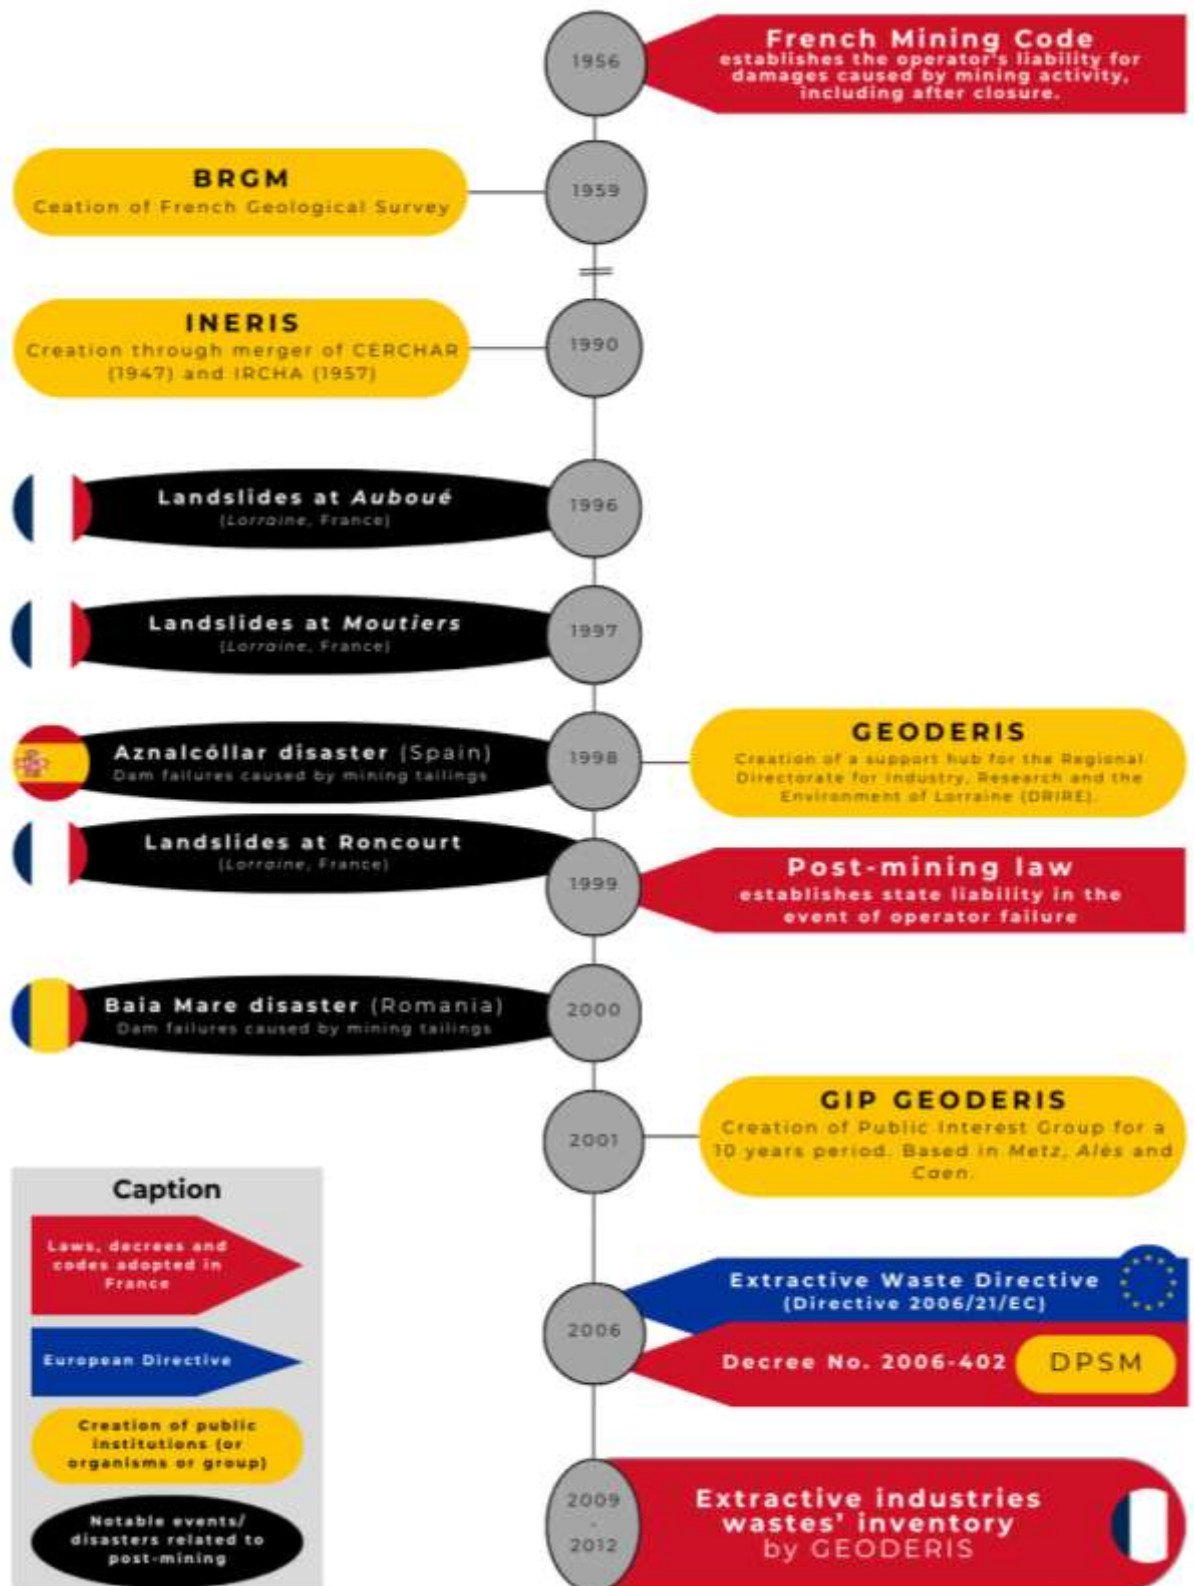 1956
French Mining Code
establishes the operator's liability for
damages caused by mining activity,
including after closure.
BRGM
Ceation of French Geological Survey
1959
INERIS
Creation through merger of CERCHAR
(1947) and IRCHA (1957)
1990
Landslides at Auboué
(Lorraine, France)
1996
Landslides at Moutiers
(Lorraine, France)
1997
Aznalcóllar disaster (Spain)
Dam failures caused by mining tailings
1998
GEODERIS
Creation of a support hub for the Regional
Directorate for Industry, Research and the
Environment of Lorraine (DRIRE).
Landslides at Roncourt
(Lorraine, France)
1999
Post-mining law
establishes state liability in the
event of operator failure
Baia Mare disaster (Romania)
Dam failures caused by mining tailings
2000
2001
GIP GEODERIS
Creation of Public Interest Group for a
10 years period. Based in Metz, Alés and
Caen.
2006
Extractive Waste Directive
(Directive 2006/21/EC)
Decree No. 2006-402
DPSM
2009
-
2012
Extractive industries
wastes' inventory
by GEODERIS
Caption
Laws, decrees and
codes adopted in
France
European Directive
Creation of public
institutions (or
organisms or group)
Notable events/
disasters related to
post-mining